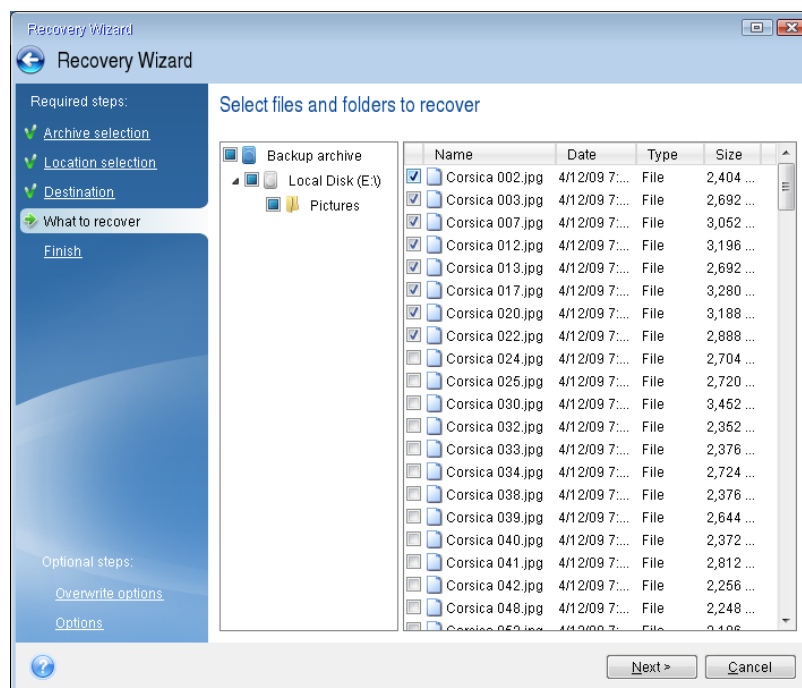 Recovery Wizard
Recovery Wizard
Required steps:
Archive selection
Location selection
Destination
What to recover
Finish
Optional steps:
Overwrite options
Options
Select files and folders to recover
Backup archive
Local Disk (E:\)
Pictures
Name Date Type Size
Corsica 002.jpg 4/12/09 7:... File 2,404 ...
Corsica 003.jpg 4/12/09 7:... File 2,692 ...
Corsica 007.jpg 4/12/09 7:... File 3,052 ...
Corsica 012.jpg 4/12/09 7:... File 3,196 ...
Corsica 013.jpg 4/12/09 7:... File 2,692 ...
Corsica 017.jpg 4/12/09 7:... File 3,280 ...
Corsica 020.jpg 4/12/09 7:... File 3,188 ...
Corsica 022.jpg 4/12/09 7:... File 2,888 ...
Corsica 024.jpg 4/12/09 7:... File 2,704 ...
Corsica 025.jpg 4/12/09 7:... File 2,720 ...
Corsica 030.jpg 4/12/09 7:... File 3,452 ...
Corsica 032.jpg 4/12/09 7:... File 2,352 ...
Corsica 033.jpg 4/12/09 7:... File 2,376 ...
Corsica 034.jpg 4/12/09 7:... File 2,724 ...
Corsica 038.jpg 4/12/09 7:... File 2,376 ...
Corsica 039.jpg 4/12/09 7:... File 2,644 ...
Corsica 040.jpg 4/12/09 7:... File 2,372 ...
Corsica 041.jpg 4/12/09 7:... File 2,812 ...
Corsica 042.jpg 4/12/09 7:... File 2,256 ...
Corsica 048.jpg 4/12/09 7:... File 2,248 ...
Next > Cancel